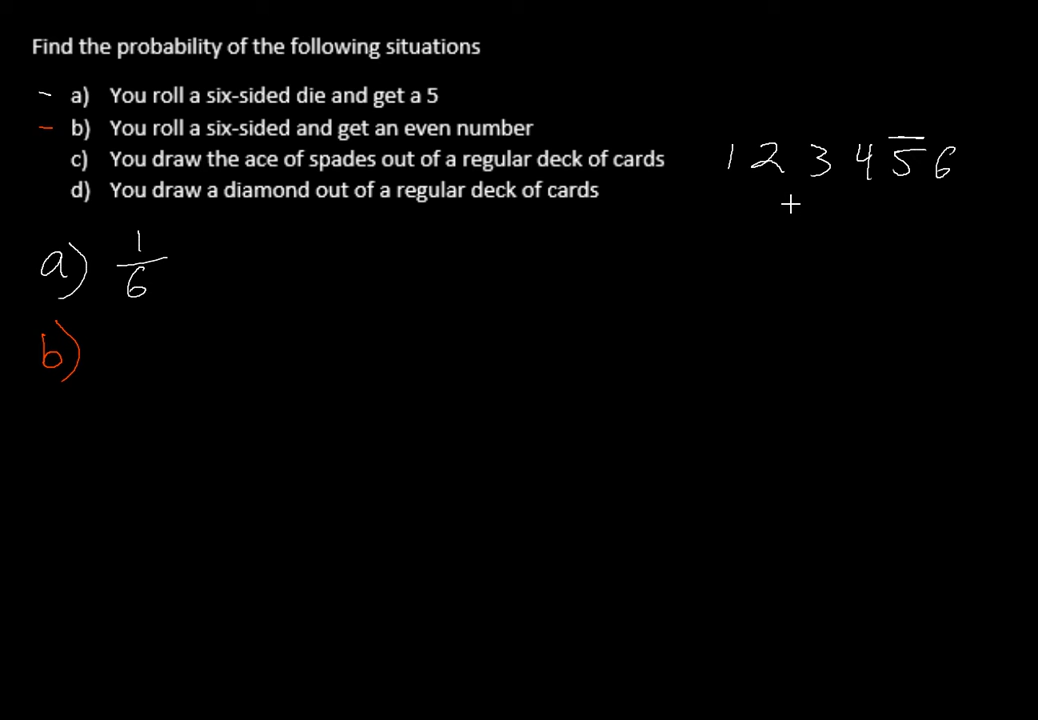 Find the probability of the following situations
a) You roll a six-sided die and get a 5
b) You roll a six-sided and get an even number
c) You draw the ace of spades out of a regular deck of cards
d) You draw a diamond out of a regular deck of cards
1 2 3 4 5 6
a) 1/6
b)